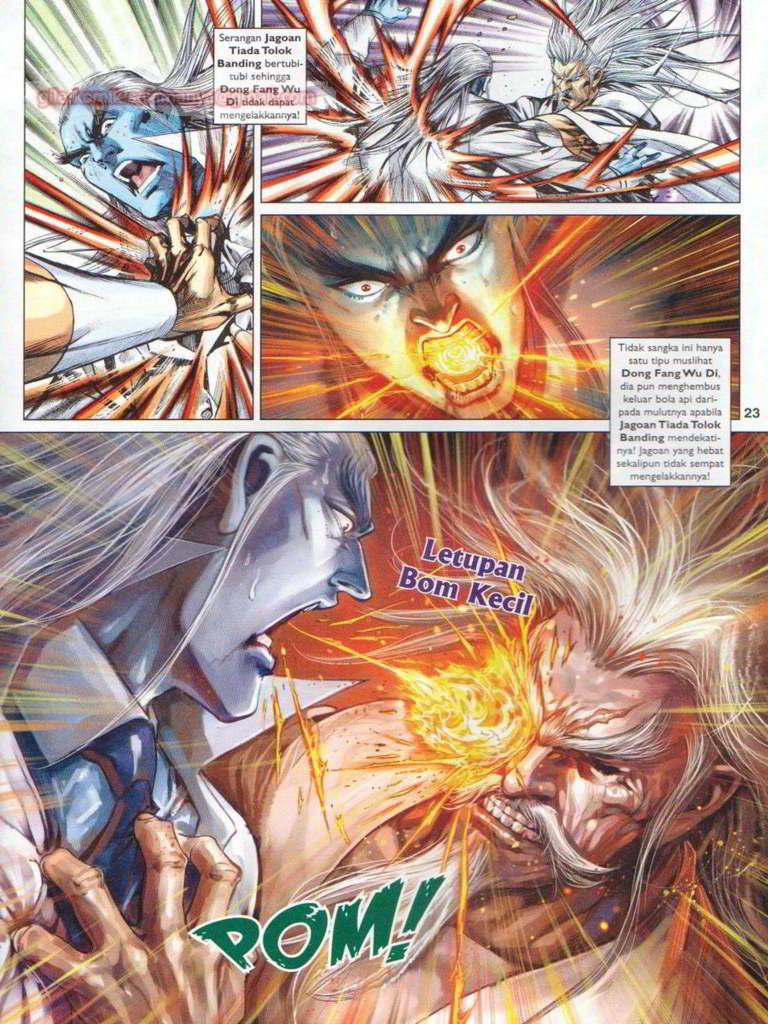 Serangan Jagoan
Tiada Tolok
Banding bertubi-
tubi sehingga
Dong Fang Wu
Di tidak dapat
mengelakkannya!
Tidak sangka ini hanya
satu tipu muslihat
Dong Fang Wu Di,
dia pun menghembus
keluar bola api dari-
pada mulutnya apabila
Jagoan Tiada Tolok
Banding mendekati-
nya! Jagoan yang hebat
sekalipun tidak sempat
mengelakkannya!
23
Letupan
Bom Kecil
POM!